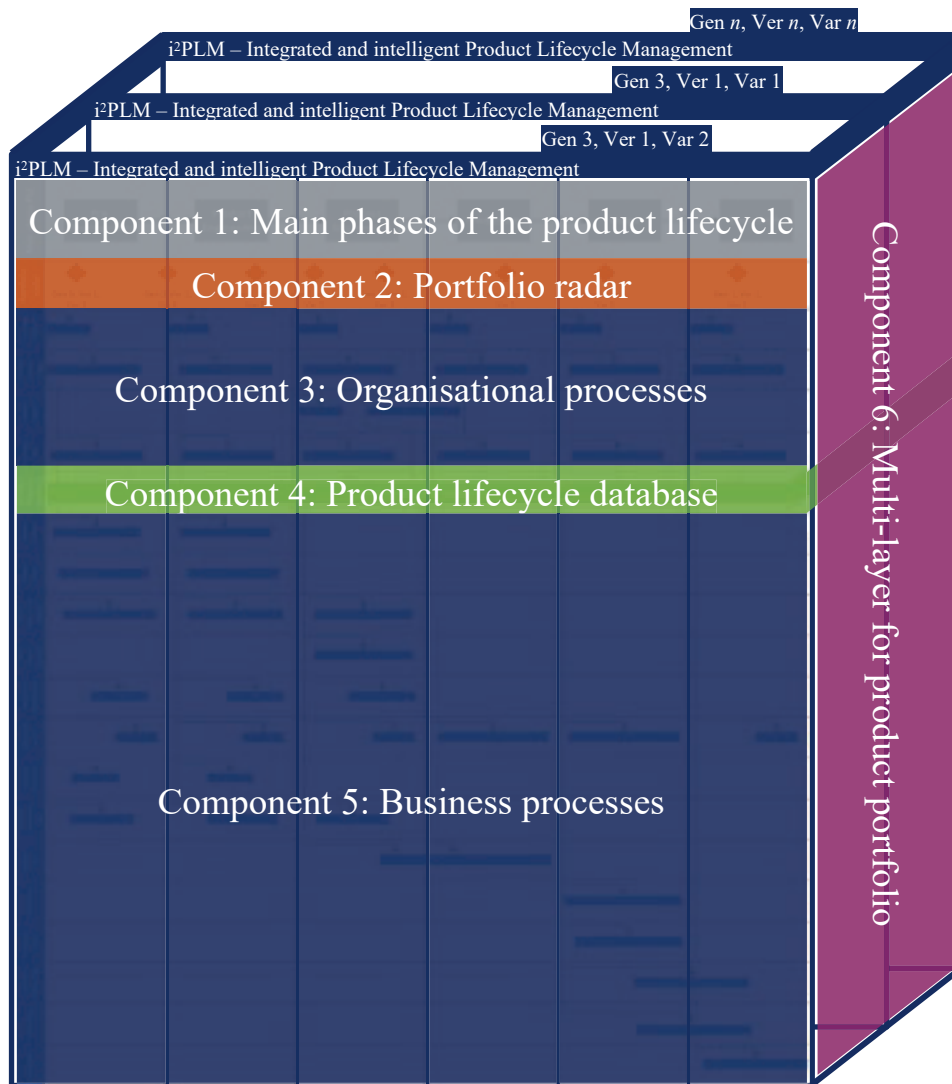 Gen n, Ver n, Var n
i²PLM – Integrated and intelligent Product Lifecycle Management
Gen 3, Ver 1, Var 1
i²PLM – Integrated and intelligent Product Lifecycle Management
Gen 3, Ver 1, Var 2
i²PLM – Integrated and intelligent Product Lifecycle Management
Component 1: Main phases of the product lifecycle
Component 2: Portfolio radar
Component 3: Organisational processes
Component 4: Product lifecycle database
Component 5: Business processes
Component 6: Multi-layer for product portfolio